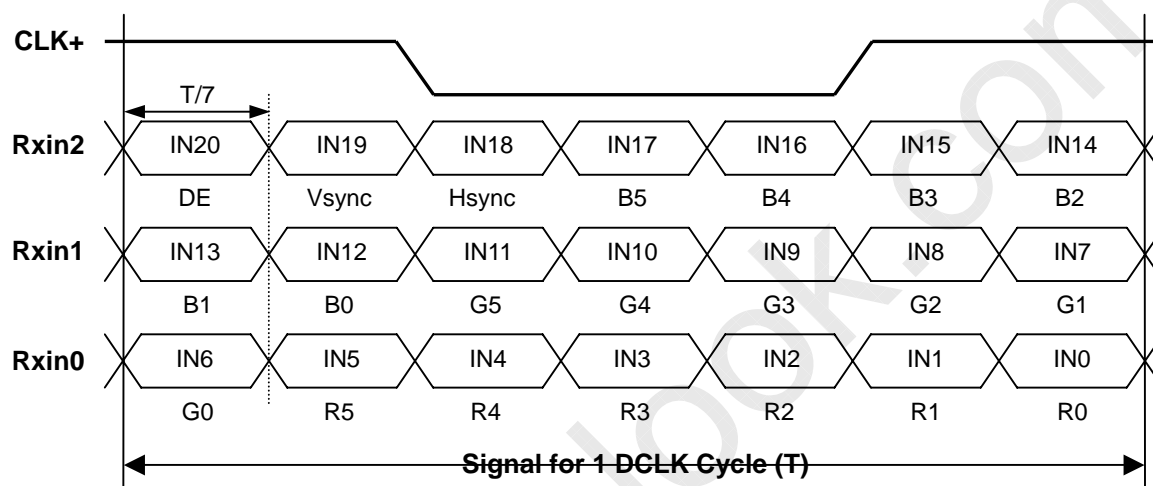 CLK+
T/7
Rxin2 IN20 IN19 IN18 IN17 IN16 IN15 IN14
DE Vsync Hsync B5 B4 B3 B2
Rxin1 IN13 IN12 IN11 IN10 IN9 IN8 IN7
B1 B0 G5 G4 G3 G2 G1
Rxin0 IN6 IN5 IN4 IN3 IN2 IN1 IN0
G0 R5 R4 R3 R2 R1 R0
Signal for 1 DCLK Cycle (T)
look.com